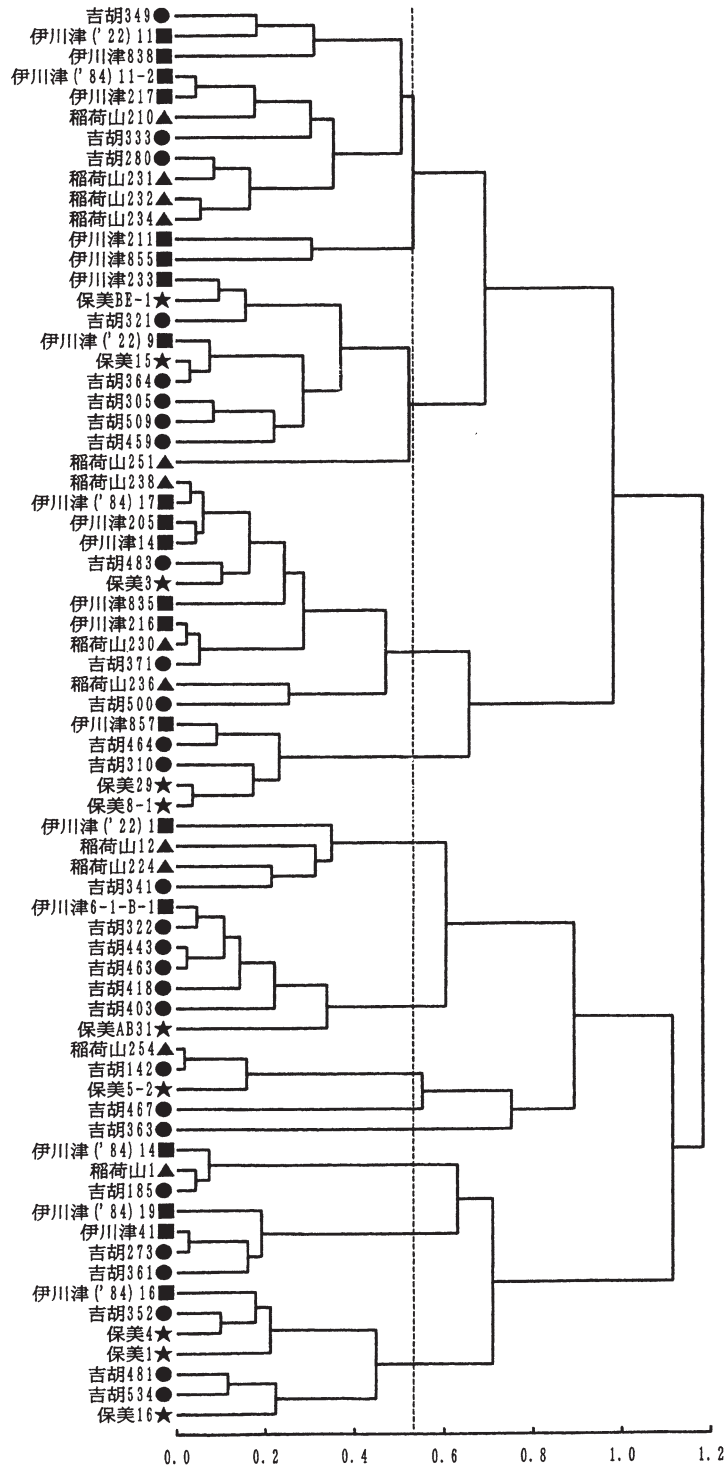 吉胡349●
伊川津('22)11■
伊川津838■
伊川津('84)11-2■
伊川津217■
稲荷山210▲
吉胡333●
吉胡280●
稲荷山231▲
稲荷山232▲
稲荷山234▲
伊川津211■
伊川津855■
伊川津233■
保美BE-1★
吉胡321●
伊川津('22)9■
保美15★
吉胡364●
吉胡305●
吉胡509●
吉胡459●
稲荷山251▲
稲荷山238▲
伊川津('84)17■
伊川津205■
伊川津14■
吉胡483●
保美3★
伊川津835■
伊川津216■
稲荷山230▲
吉胡371●
稲荷山236▲
吉胡500●
伊川津857■
吉胡464●
吉胡310●
保美29★
保美8-1★
伊川津('22)1■
稲荷山12▲
稲荷山224▲
吉胡341●
伊川津6-1-B-1■
吉胡322●
吉胡443●
吉胡463●
吉胡418●
吉胡403●
保美AB31★
稲荷山254▲
吉胡142●
保美5-2★
吉胡467●
吉胡363●
伊川津('84)14■
稲荷山1▲
吉胡185●
伊川津('84)19■
伊川津41■
吉胡273●
吉胡361●
伊川津('84)16■
吉胡352●
保美4★
保美1★
吉胡481●
吉胡534●
保美16★
0.0 0.2 0.4 0.6 0.8 1.0 1.2